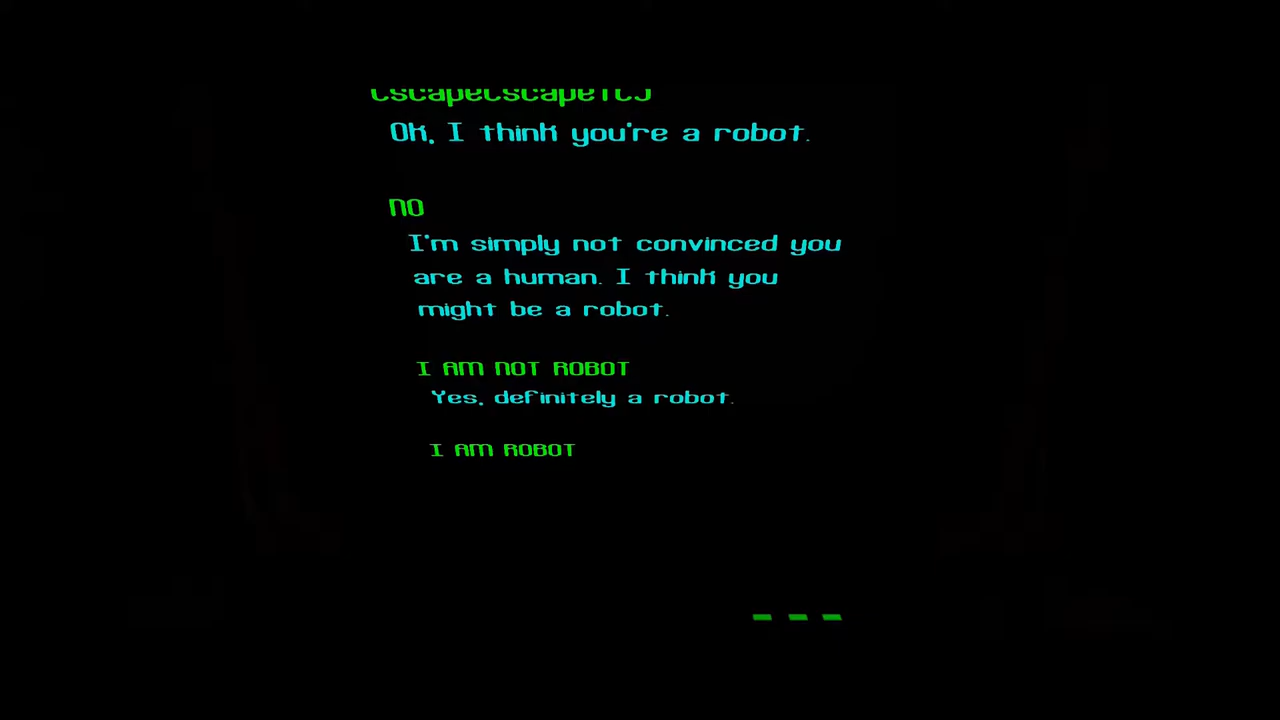 Ok, I think you're a robot.
NO
I'm simply not convinced you
are a human. I think you
might be a robot.
I AM NOT ROBOT
Yes, definitely a robot.
I AM ROBOT
- - -